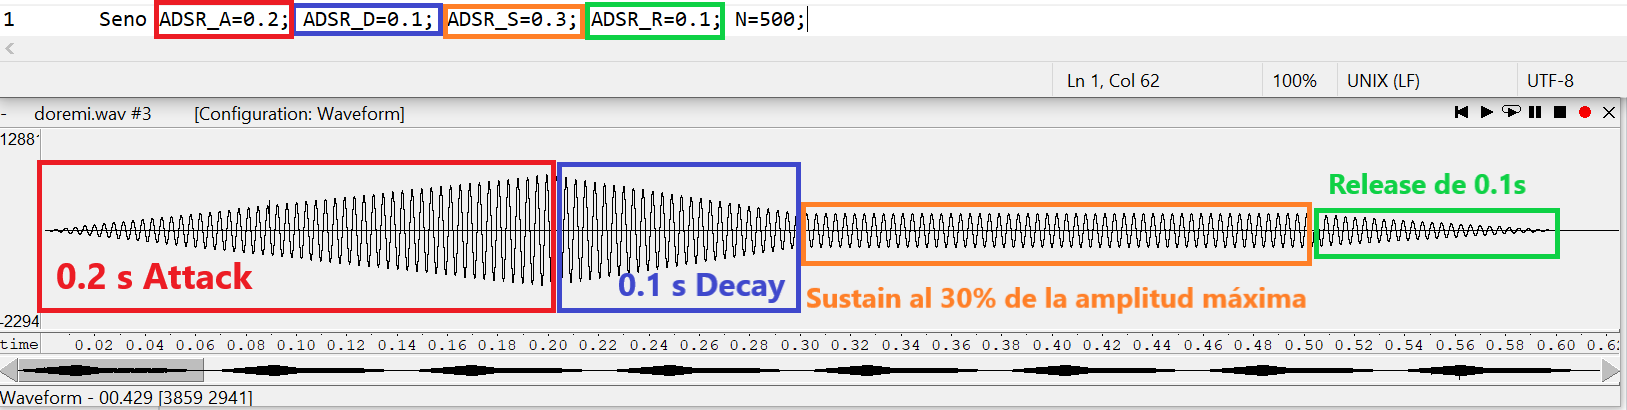 1 Seno ADSR_A=0.2; ADSR_D=0.1; ADSR_S=0.3; ADSR_R=0.1; N=500;
Ln 1, Col 62 100% UNIX (LF) UTF-8
- doremi.wav #3 [Configuration: Waveform]
12881
Release de 0.1s
0.2 s Attack
0.1 s Decay
Sustain al 30% de la amplitud máxima
-2294
time 0.02 0.04 0.06 0.08 0.10 0.12 0.14 0.16 0.18 0.20 0.22 0.24 0.26 0.28 0.30 0.32 0.34 0.36 0.38 0.40 0.42 0.44 0.46 0.48 0.50 0.52 0.54 0.56 0.58 0.60 0.62
Waveform - 00.429 [3859 2941]